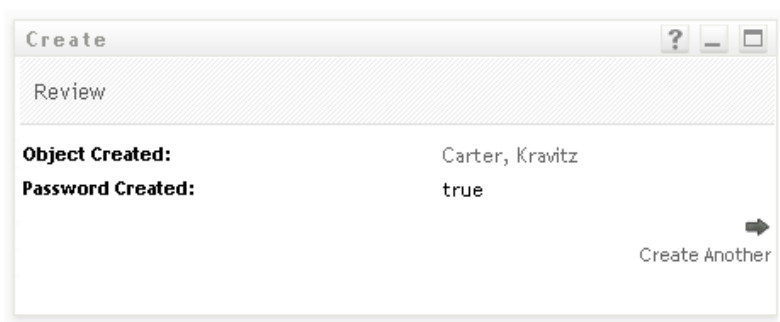 Create ?
Review
Object Created: Carter, Kravitz
Password Created: true
Create Another